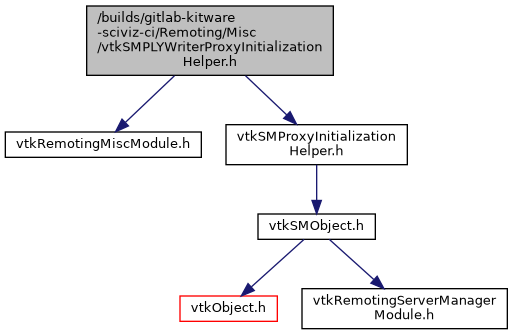 /builds/gitlab-kitware
-sciviz-ci/Remoting/Misc
/vtkSMPLYWriterProxyInitialization
Helper.h
vtkRemotingMiscModule.h
vtkSMProxyInitialization
Helper.h
vtkSMObject.h
vtkObject.h
vtkRemotingServerManager
Module.h